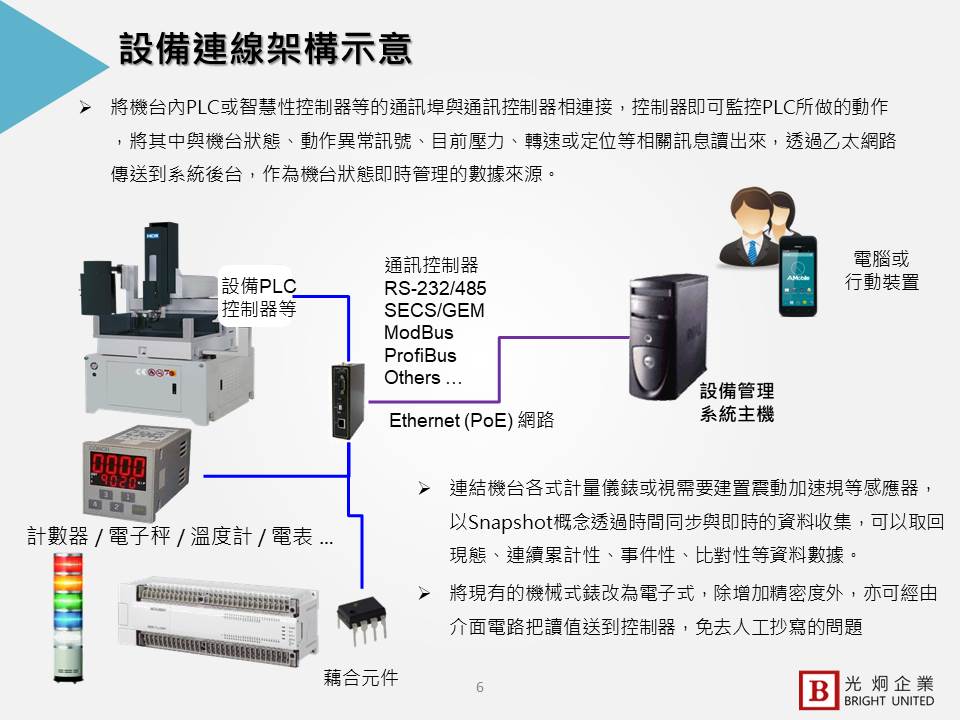 設備連線架構示意
將機台內PLC或智慧性控制器等的通訊埠與通訊控制器相連接，控制器即可監控PLC所做的動作
，將其中與機台狀態、動作異常訊號、目前壓力、轉速或定位等相關訊息讀出來，透過乙太網路
傳送到系統後台，作為機台狀態即時管理的數據來源。
設備PLC
控制器等
通訊控制器
RS-232/485
SECS/GEM
ModBus
ProfiBus
Others …
Ethernet (PoE) 網路
電腦或
行動裝置
AMobile
設備管理
系統主機
0000
9020
計數器 / 電子秤 / 溫度計 / 電表 ...
連結機台各式計量儀錶或視需要建置震動加速規等感應器，
以Snapshot概念透過時間同步與即時的資料收集，可以取回
現態、連續累計性、事件性、比對性等資料數據。
將現有的機械式錶改為電子式，除增加精密度外，亦可經由
介面電路把讀值送到控制器，免去人工抄寫的問題
藕合元件
6
B
光炯企業
BRIGHT UNITED